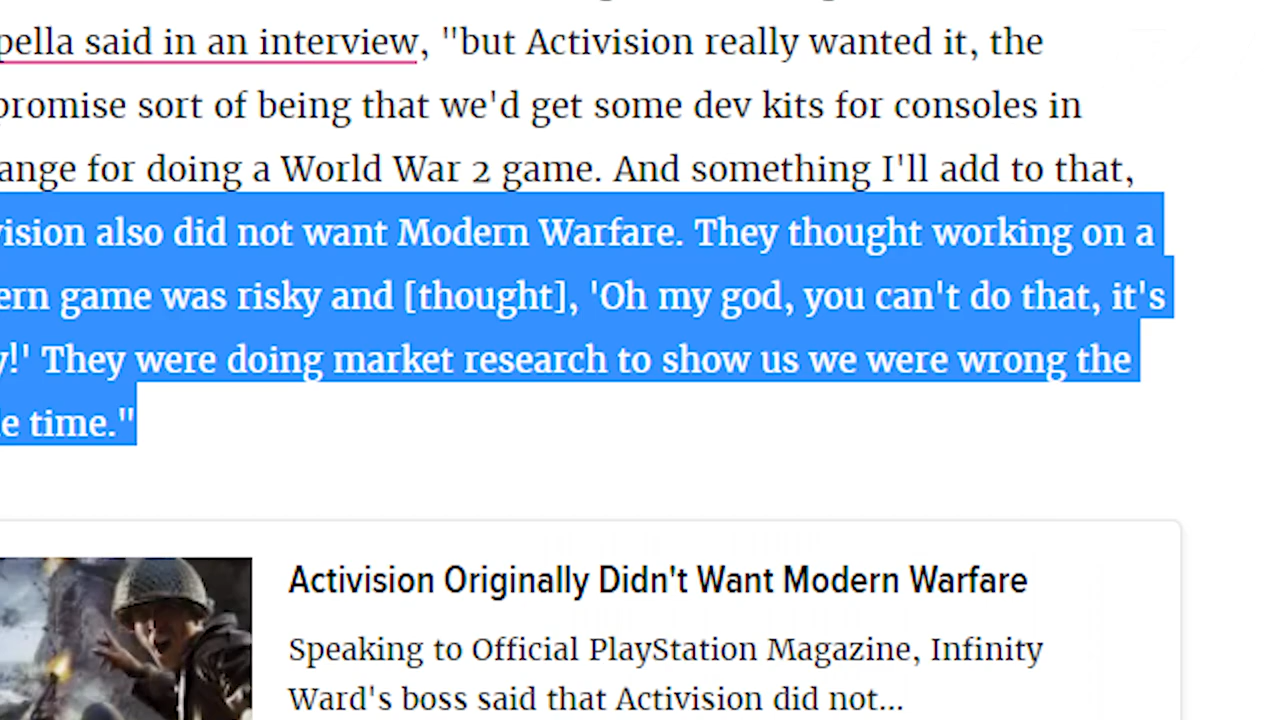 pella said in an interview, "but Activision really wanted it, the
promise sort of being that we'd get some dev kits for consoles in
ange for doing a World War 2 game. And something I'll add to that,
vision also did not want Modern Warfare. They thought working on a
ern game was risky and [thought], 'Oh my god, you can't do that, it's
y!' They were doing market research to show us we were wrong the
e time."
Activision Originally Didn't Want Modern Warfare
Speaking to Official PlayStation Magazine, Infinity
Ward's boss said that Activision did not...